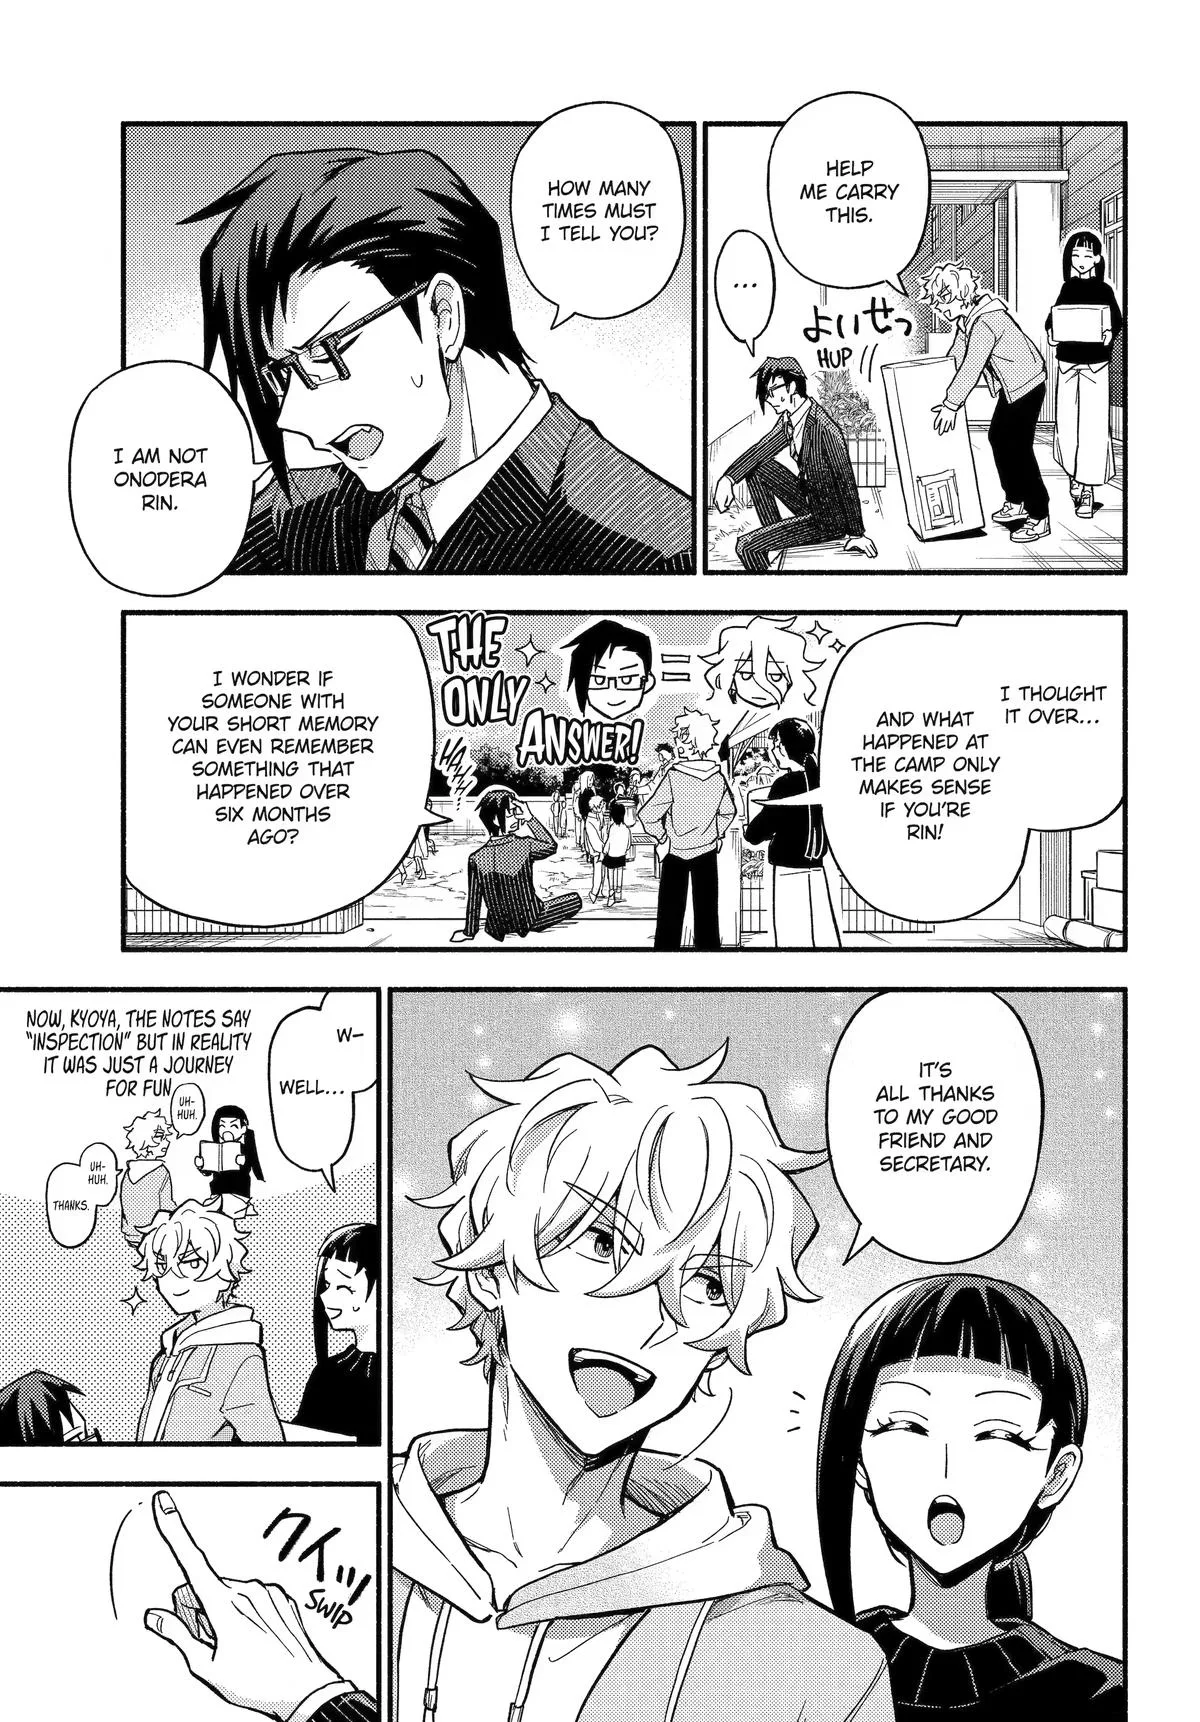 HELP
ME CARRY
THIS.
...
よいせっ
HUP
HOW MANY
TIMES MUST
I TELL YOU?
I AM NOT
ONODERA
RIN.
I THOUGHT
IT OVER...
AND WHAT
HAPPENED AT
THE CAMP ONLY
MAKES SENSE
IF YOU'RE
RIN!
THE
ONLY
ANSWER!
=
I WONDER IF
SOMEONE WITH
YOUR SHORT MEMORY
CAN EVEN REMEMBER
SOMETHING THAT
HAPPENED OVER
SIX MONTHS
AGO?
IT'S
ALL THANKS
TO MY GOOD
FRIEND AND
SECRETARY.
W-
WELL...
NOW, KYOYA, THE NOTES SAY
"INSPECTION" BUT IN REALITY
IT WAS JUST A JOURNEY
FOR FUN
UH-
HUH.
UH-
HUH.
THANKS.
クイッ
SWIP